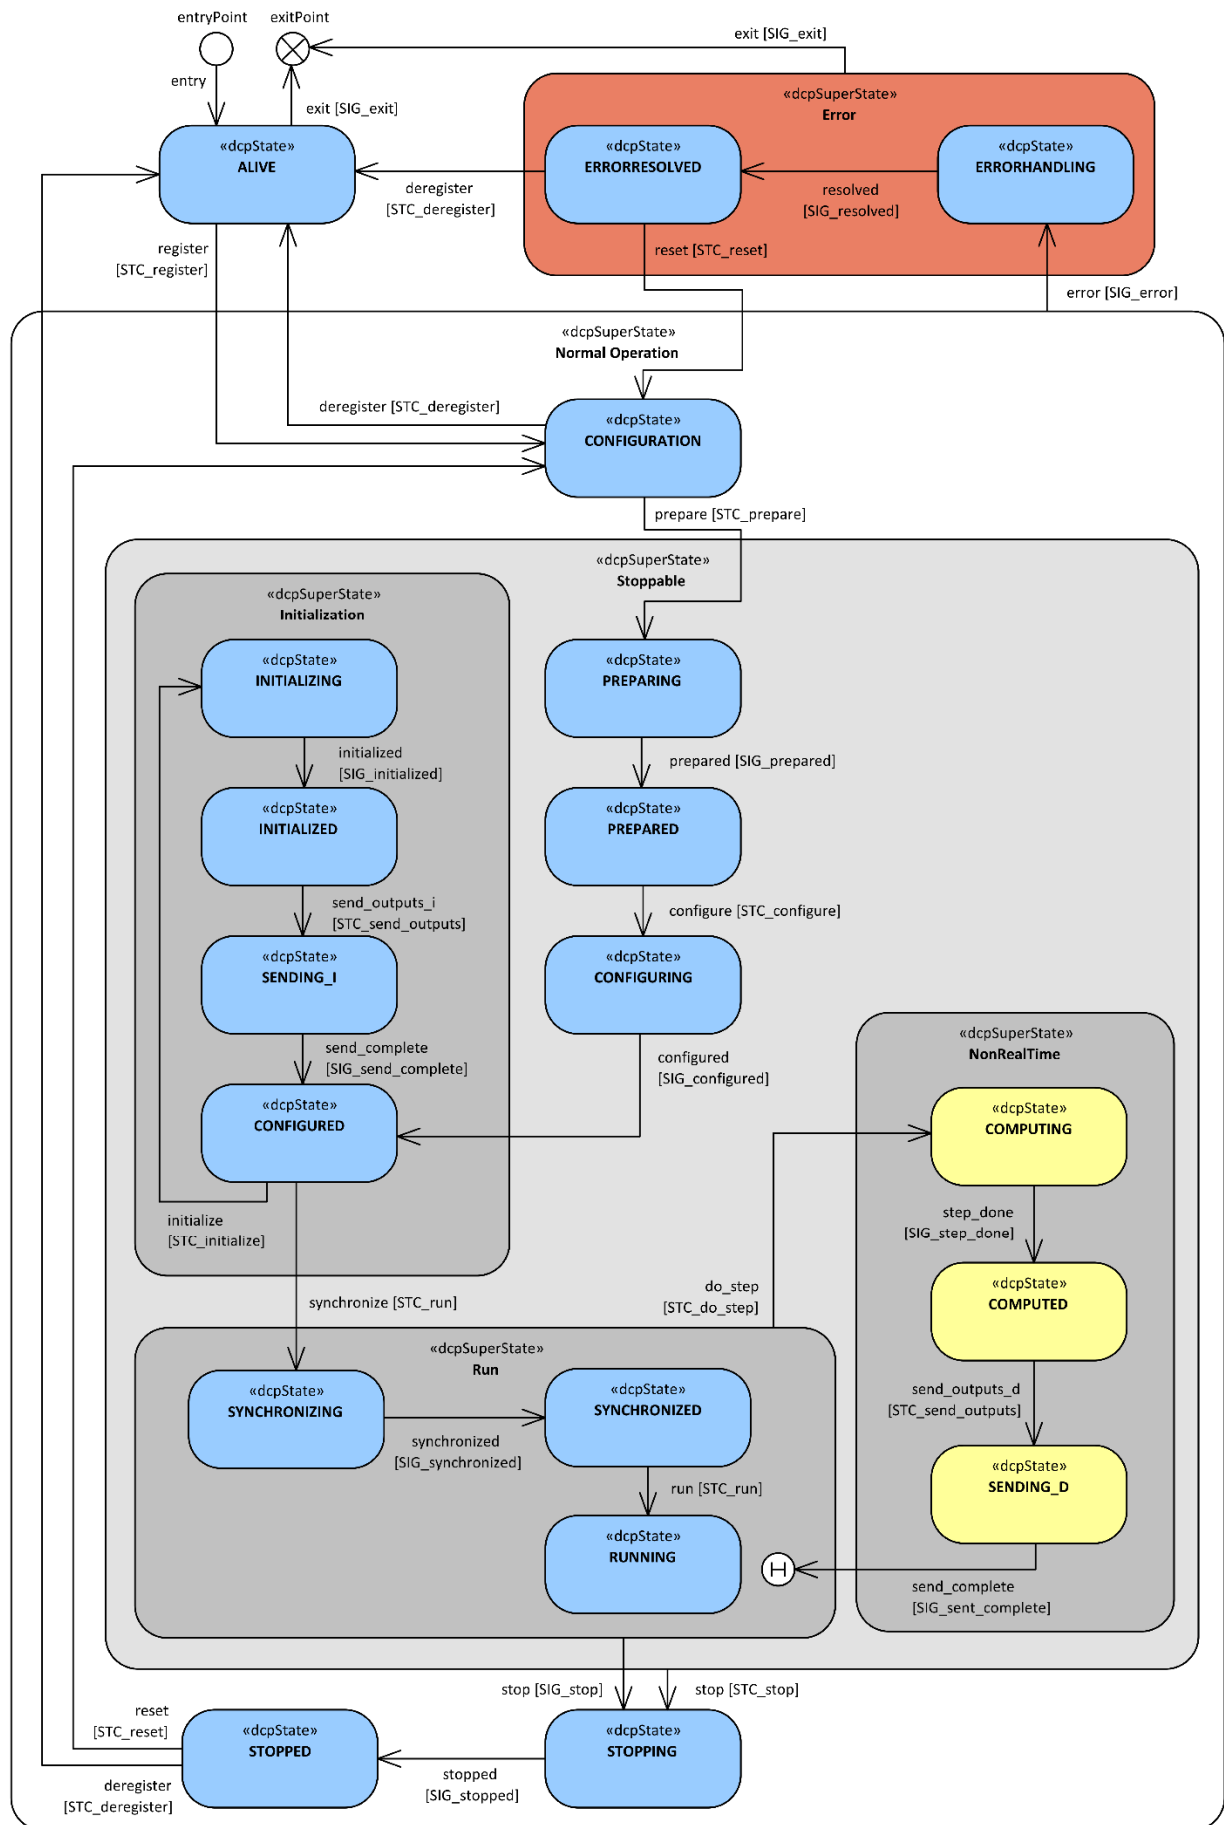 entryPoint
exitPoint
entry
exit [SIG_exit]
exit [SIG_exit]
«dcpSuperState»
Error
«dcpState»
ALIVE
«dcpState»
ERRORRESOLVED
«dcpState»
ERRORHANDLING
deregister
[STC_deregister]
resolved
[SIG_resolved]
register
[STC_register]
reset [STC_reset]
error [SIG_error]
«dcpSuperState»
Normal Operation
deregister [STC_deregister]
«dcpState»
CONFIGURATION
prepare [STC_prepare]
«dcpSuperState»
Stoppable
«dcpSuperState»
Initialization
«dcpState»
INITIALIZING
«dcpState»
PREPARING
initialized
[SIG_initialized]
prepared [SIG_prepared]
«dcpState»
INITIALIZED
«dcpState»
PREPARED
send_outputs_i
[STC_send_outputs]
configure [STC_configure]
«dcpState»
SENDING_I
«dcpState»
CONFIGURING
send_complete
[SIG_send_complete]
configured
[SIG_configured]
«dcpSuperState»
NonRealTime
«dcpState»
CONFIGURED
«dcpState»
COMPUTING
initialize
[STC_initialize]
step_done
[SIG_step_done]
synchronize [STC_run]
do_step
[STC_do_step]
«dcpState»
COMPUTED
«dcpSuperState»
Run
«dcpState»
SYNCHRONIZING
«dcpState»
SYNCHRONIZED
send_outputs_d
[STC_send_outputs]
synchronized
[SIG_synchronized]
run [STC_run]
«dcpState»
SENDING_D
«dcpState»
RUNNING
H
send_complete
[SIG_sent_complete]
stop [SIG_stop]
stop [STC_stop]
reset
[STC_reset]
«dcpState»
STOPPED
«dcpState»
STOPPING
stopped
[SIG_stopped]
deregister
[STC_deregister]